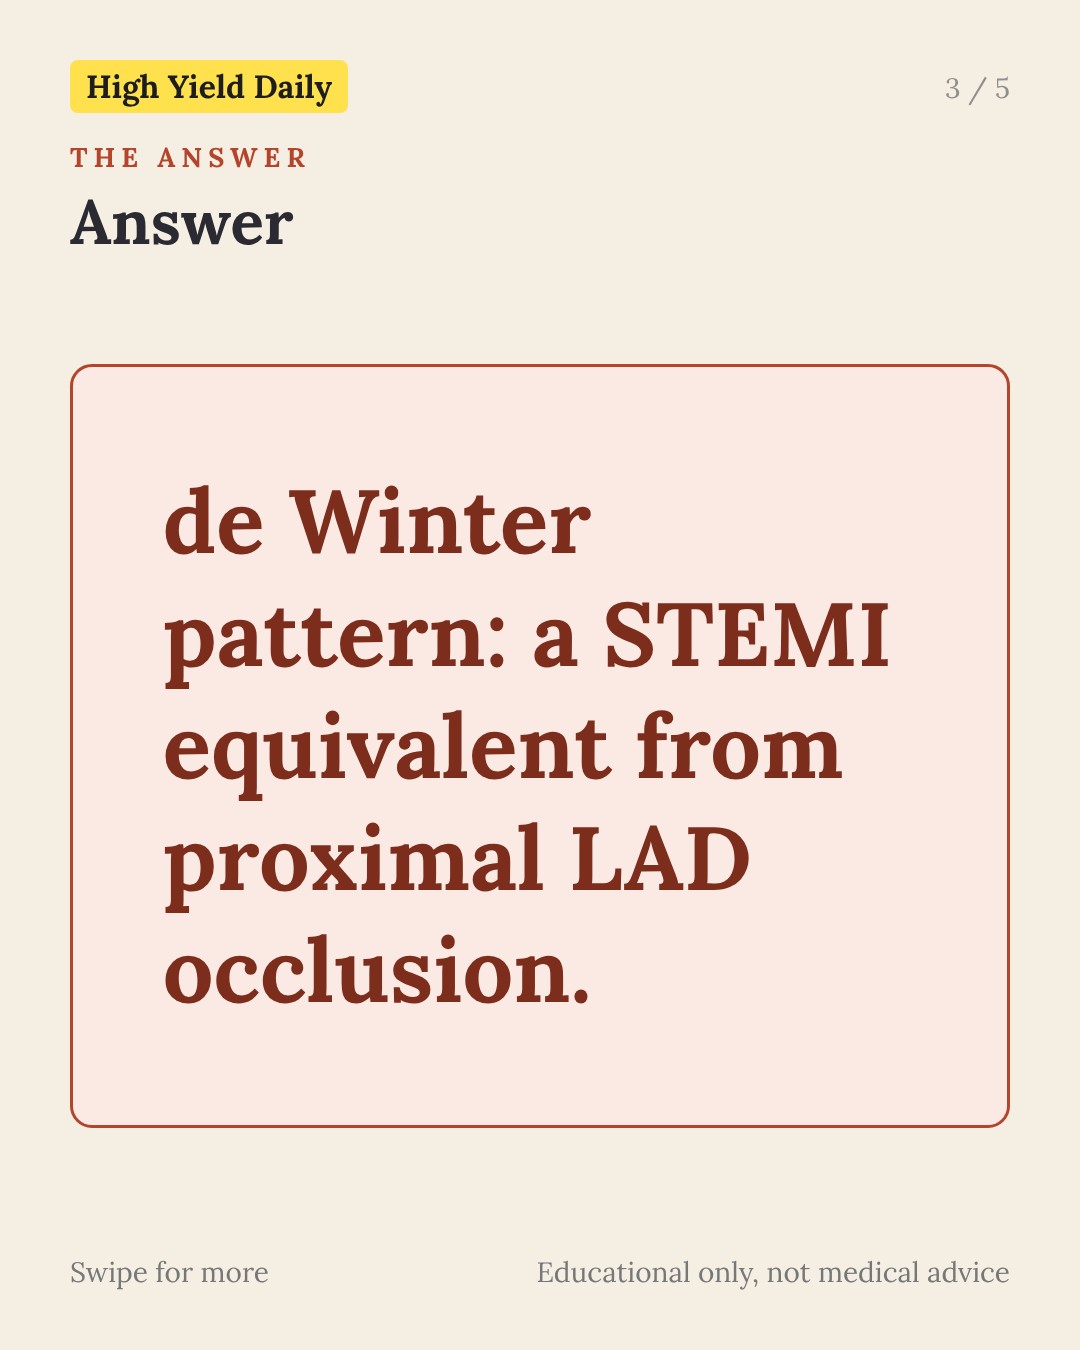 High Yield Daily
3 / 5
THE ANSWER
Answer
de Winter
pattern: a STEMI
equivalent from
proximal LAD
occlusion.
Swipe for more
Educational only, not medical advice